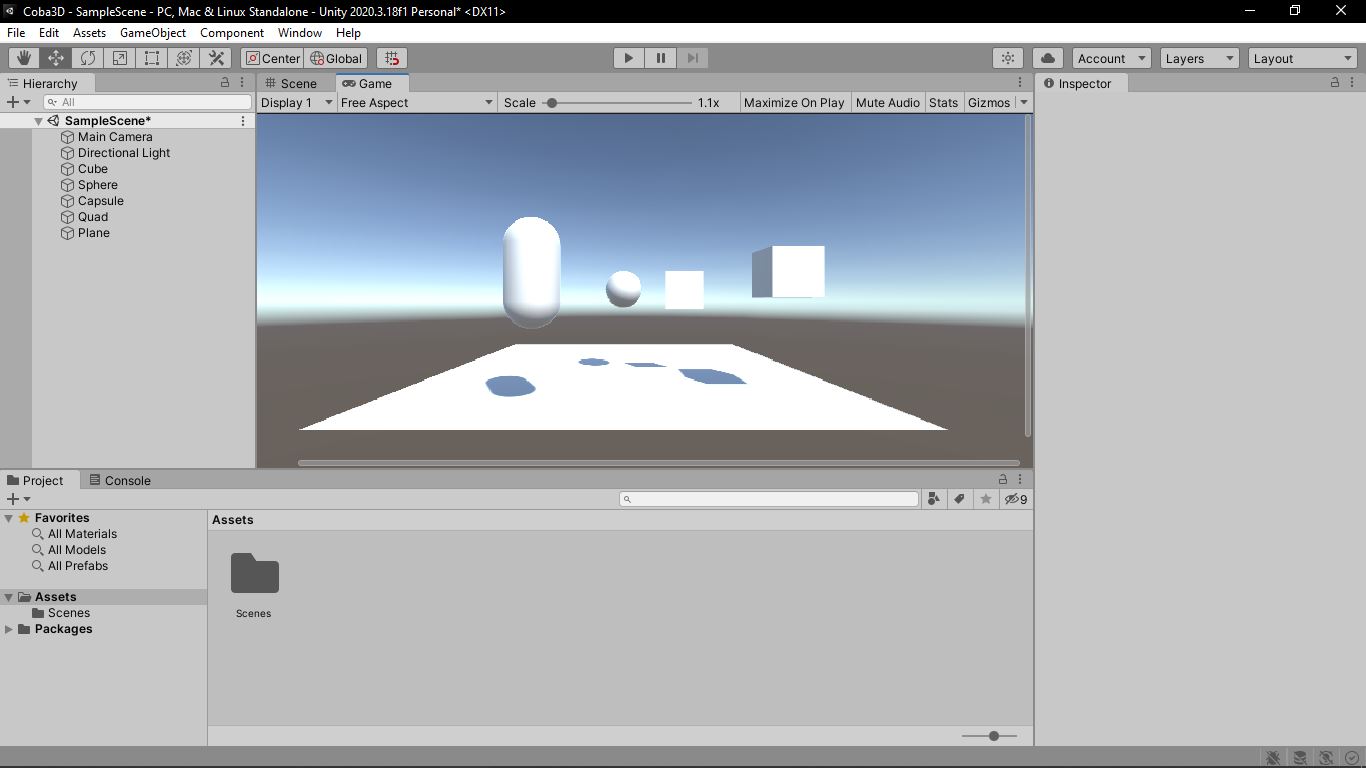 Coba3D - SampleScene - PC, Mac & Linux Standalone - Unity 2020.3.18f1 Personal* <DX11>
File Edit Assets GameObject Component Window Help
Center Global Account Layers Layout
Hierarchy Scene Game Inspector
All Display 1 Free Aspect Scale 1.1x Maximize On Play Mute Audio Stats Gizmos
SampleScene*
Main Camera
Directional Light
Cube
Sphere
Capsule
Quad
Plane
Project Console
9
Favorites
All Materials
All Models
All Prefabs
Assets
Scenes
Packages
Assets
Scenes